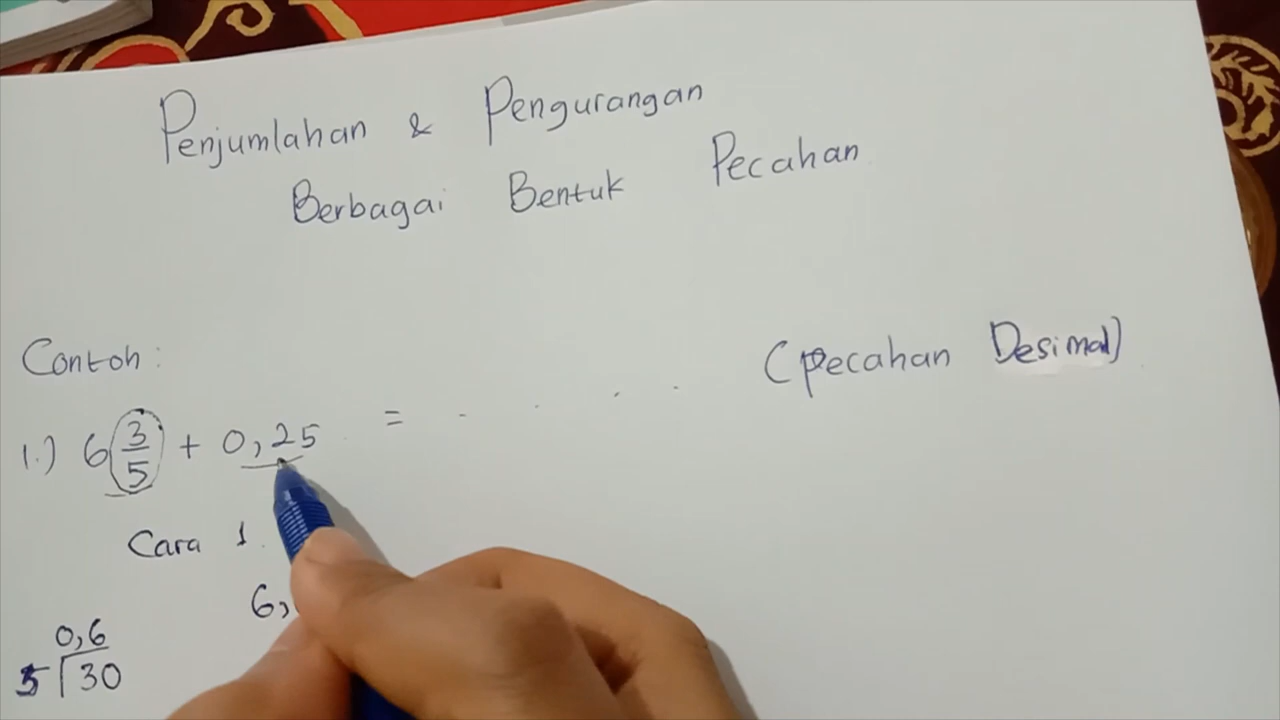 Penjumlahan & Pengurangan
Berbagai Bentuk Pecahan
Contoh :
(Pecahan Desimal)
1.) 6 3/5 + 0,25 = . . . .
Cara 1.
6,
0,6
5 30